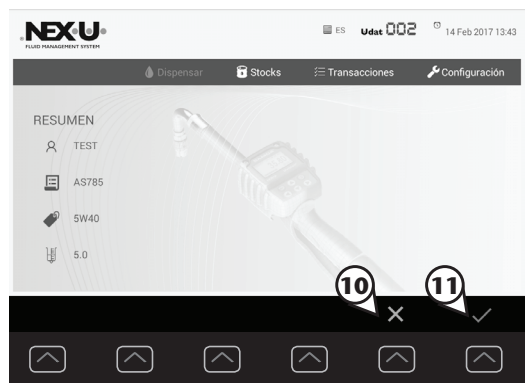 NEX·U·
FLUID MANAGEMENT SYSTEM
ES Udat 002 14 Feb 2017 13:43
Dispensar Stocks Transacciones Configuración
RESUMEN
TEST
AS785
5W40
5.0
10 11